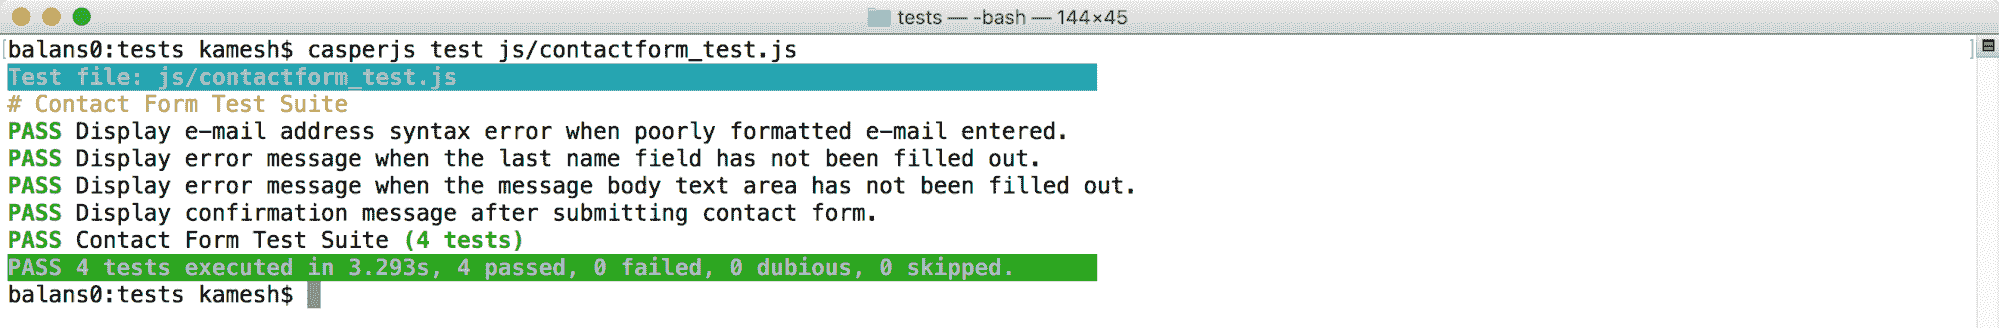 tests — -bash — 144×45
balans0:tests kamesh$ casperjs test js/contactform_test.js
Test file: js/contactform_test.js
# Contact Form Test Suite
PASS Display e-mail address syntax error when poorly formatted e-mail entered.
PASS Display error message when the last name field has not been filled out.
PASS Display error message when the message body text area has not been filled out.
PASS Display confirmation message after submitting contact form.
PASS Contact Form Test Suite (4 tests)
PASS 4 tests executed in 3.293s, 4 passed, 0 failed, 0 dubious, 0 skipped.
balans0:tests kamesh$